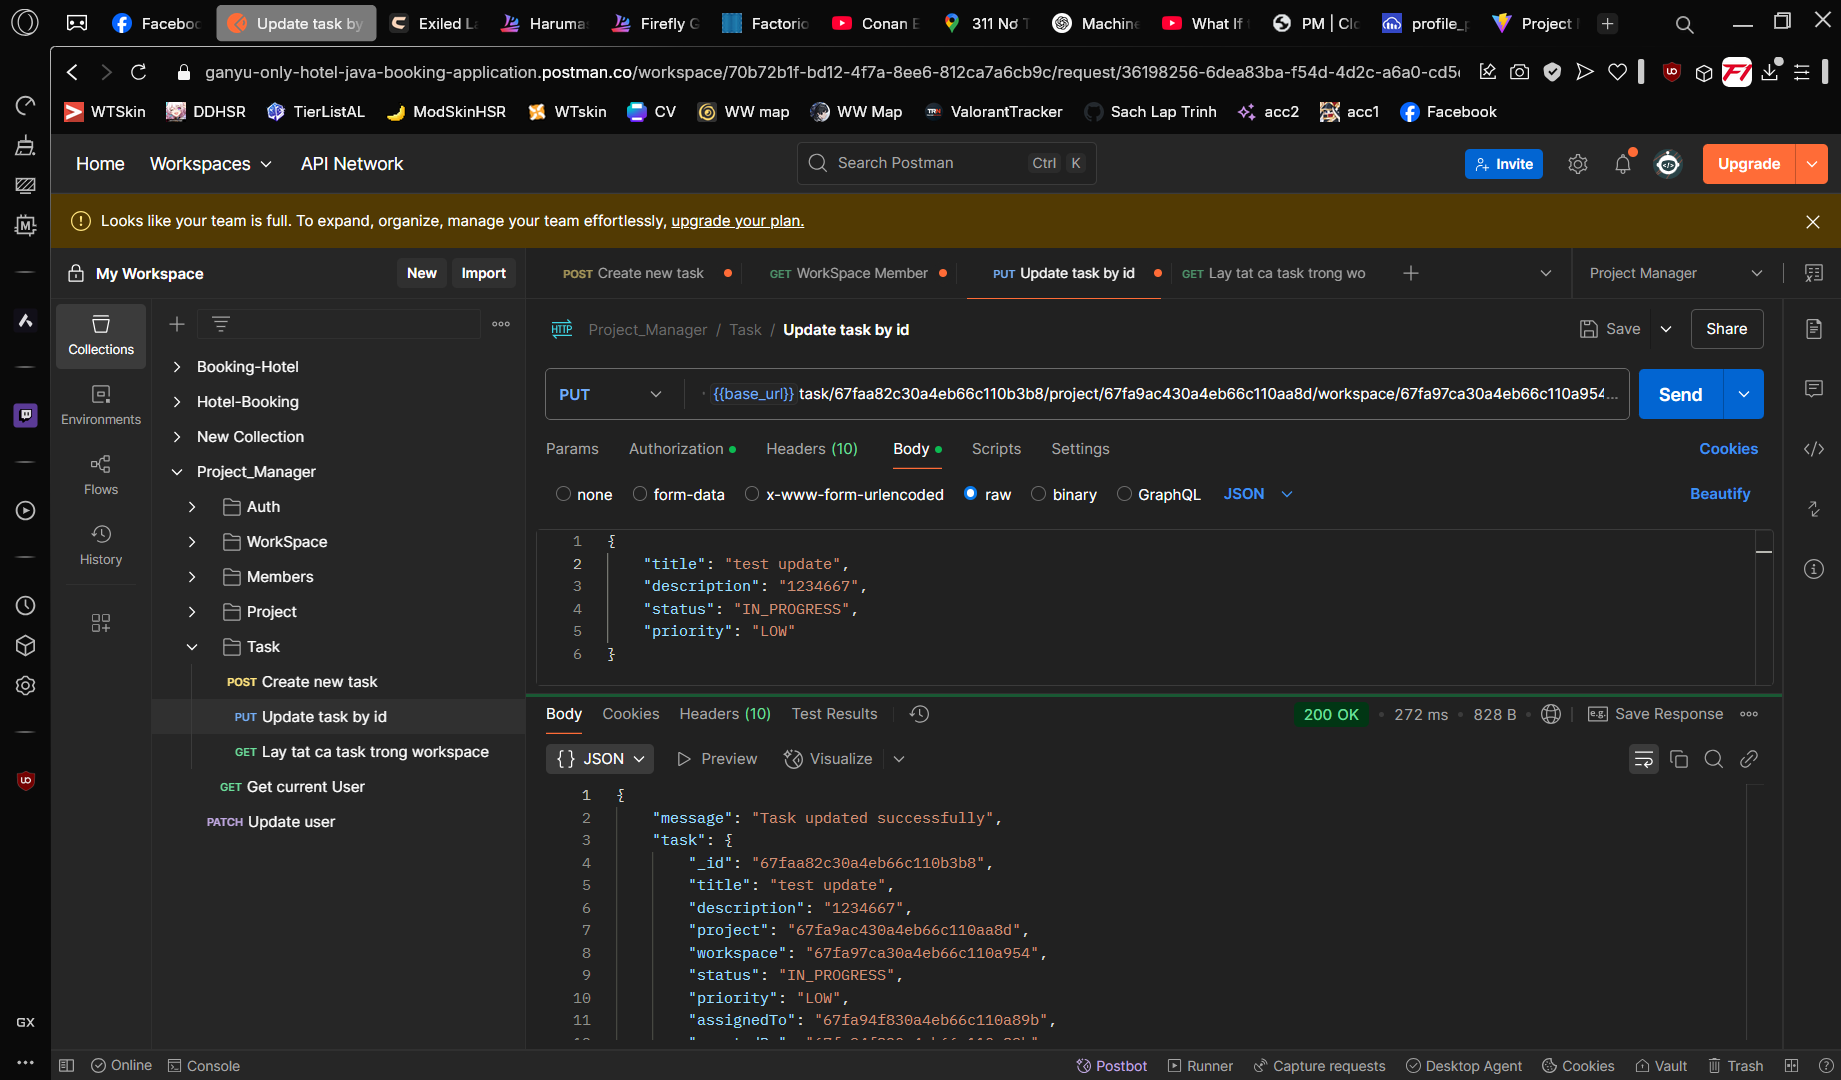 Faceboo
Update task by
Exiled La
Haruma
Firefly G
Factorio
Conan E
311 Nơ T
Machine
What If
PM | Clo
profile_p
Project
ganyu-only-hotel-java-booking-application.postman.co/workspace/70b72b1f-bd12-4f7a-8ee6-812ca7a6cb9c/request/36198256-6dea83ba-f54d-4d2c-a6a0-cd5
WTSkin DDHSR TierListAL ModSkinHSR WTskin CV WW map WW Map ValorantTracker Sach Lap Trinh acc2 acc1 Facebook
Home Workspaces API Network Search Postman Ctrl K Invite Upgrade
Looks like your team is full. To expand, organize, manage your team effortlessly, upgrade your plan.
My Workspace New Import
POST Create new task GET WorkSpace Member PUT Update task by id GET Lay tat ca task trong wo Project Manager
Collections
Environments
Flows
History
Booking-Hotel
Hotel-Booking
New Collection
Project_Manager
Auth
WorkSpace
Members
Project
Task
POST Create new task
PUT Update task by id
GET Lay tat ca task trong workspace
GET Get current User
PATCH Update user
HTTP Project_Manager / Task / Update task by id Save Share
PUT {{base_url}} task/67faa82c30a4eb66c110b3b8/project/67fa9ac430a4eb66c110aa8d/workspace/67fa97ca30a4eb66c110a954... Send
Params Authorization Headers (10) Body Scripts Settings Cookies
none form-data x-www-form-urlencoded raw binary GraphQL JSON Beautify
1 {
2 "title": "test update",
3 "description": "1234667",
4 "status": "IN_PROGRESS",
5 "priority": "LOW"
6 }
Body Cookies Headers (10) Test Results 200 OK • 272 ms • 828 B e.g. Save Response
{} JSON Preview Visualize
1 {
2 "message": "Task updated successfully",
3 "task": {
4 "_id": "67faa82c30a4eb66c110b3b8",
5 "title": "test update",
6 "description": "1234667",
7 "project": "67fa9ac430a4eb66c110aa8d",
8 "workspace": "67fa97ca30a4eb66c110a954",
9 "status": "IN_PROGRESS",
10 "priority": "LOW",
11 "assignedTo": "67fa94f830a4eb66c110a89b",
GX
Online Console Postbot Runner Capture requests Desktop Agent Cookies Vault Trash